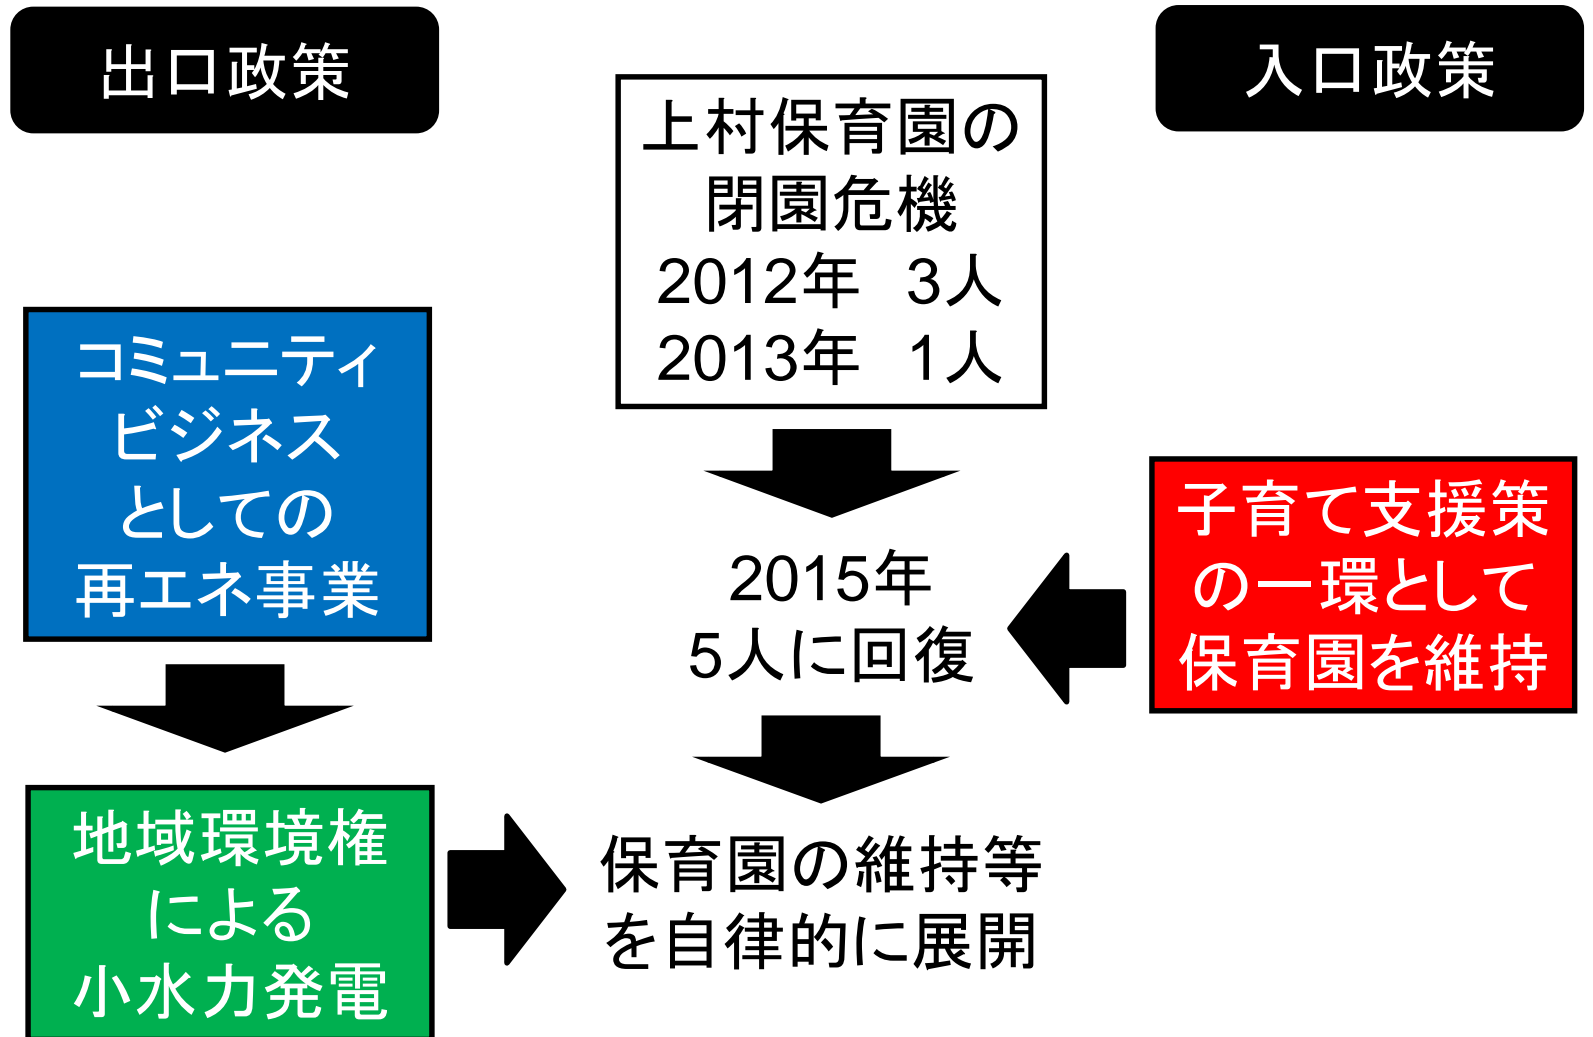 出口政策
入口政策
上村保育園の
閉園危機
2012年　3人
2013年　1人
コミュニティ
ビジネス
としての
再エネ事業
2015年
5人に回復
子育て支援策
の一環として
保育園を維持
地域環境権
による
小水力発電
保育園の維持等
を自律的に展開